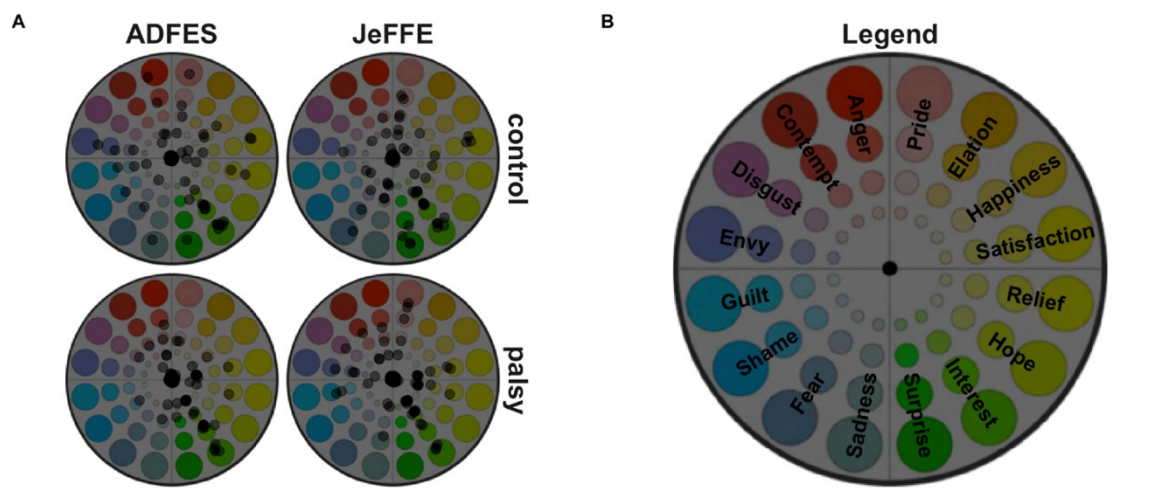 A
ADFES
JeFFE
control
palsy
B
Legend
Anger
Pride
Contempt
Elation
Disgust
Happiness
Envy
Satisfaction
Guilt
Relief
Shame
Hope
Fear
Interest
Sadness
Surprise